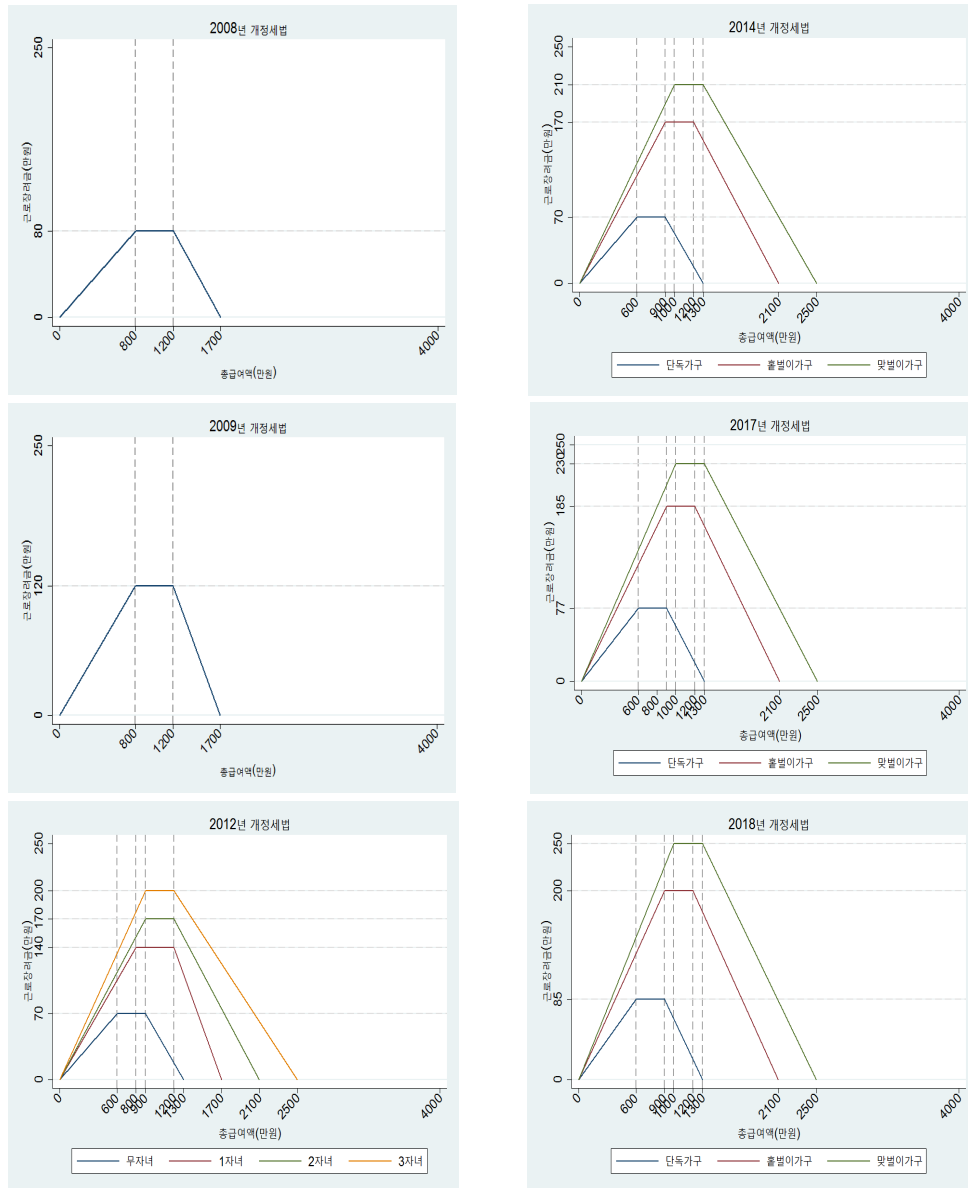 2008년 개정세법
250
80
0
근로장려금(만원)
0 800 1200 1700 4000
총급여액(만원)
2014년 개정세법
250
210
170
70
0
근로장려금(만원)
0 600 900 1000 1200 1300 2100 2500 4000
총급여액(만원)
단독가구 홑벌이가구 맞벌이가구
2009년 개정세법
250
120
0
근로장려금(만원)
0 800 1200 1700 4000
총급여액(만원)
2017년 개정세법
250
230
185
77
0
근로장려금(만원)
0 600 800 1000 1200 1300 2100 2500 4000
총급여액(만원)
단독가구 홑벌이가구 맞벌이가구
2012년 개정세법
250
200
170
140
70
0
근로장려금(만원)
0 600 800 900 1200 1300 1700 2100 2500 4000
총급여액(만원)
무자녀 1자녀 2자녀 3자녀
2018년 개정세법
250
200
85
0
근로장려금(만원)
0 600 900 1000 1200 1300 2100 2500 4000
총급여액(만원)
단독가구 홑벌이가구 맞벌이가구